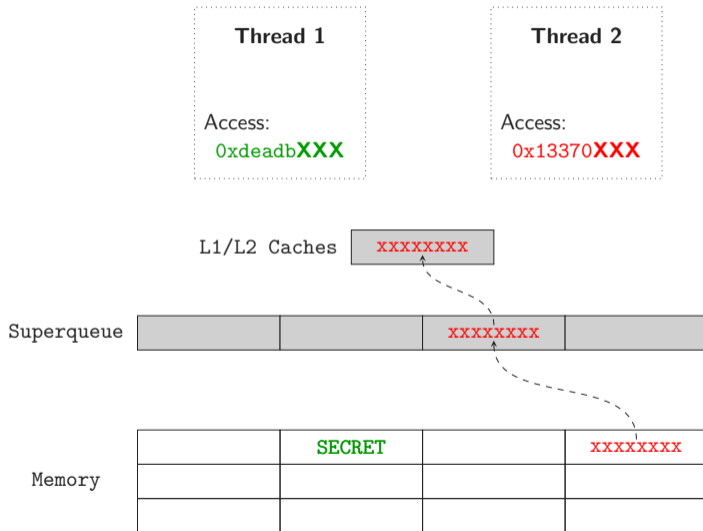 Thread 1
Thread 2
Access:
0xdeadbXXX
Access:
0x13370XXX
L1/L2 Caches
xxxxxxxx
Superqueue
xxxxxxxx
SECRET
xxxxxxxx
Memory